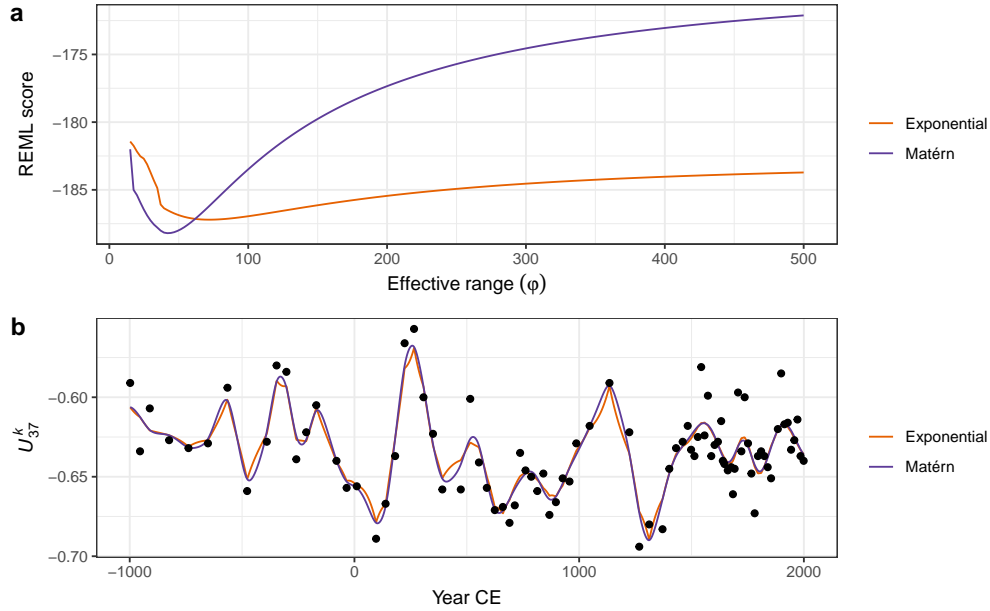 a
REML score
−175
−180
−185
0 100 200 300 400 500
Effective range (φ)
Exponential
Matérn
b
U37k
−0.60
−0.65
−0.70
−1000 0 1000 2000
Year CE
Exponential
Matérn